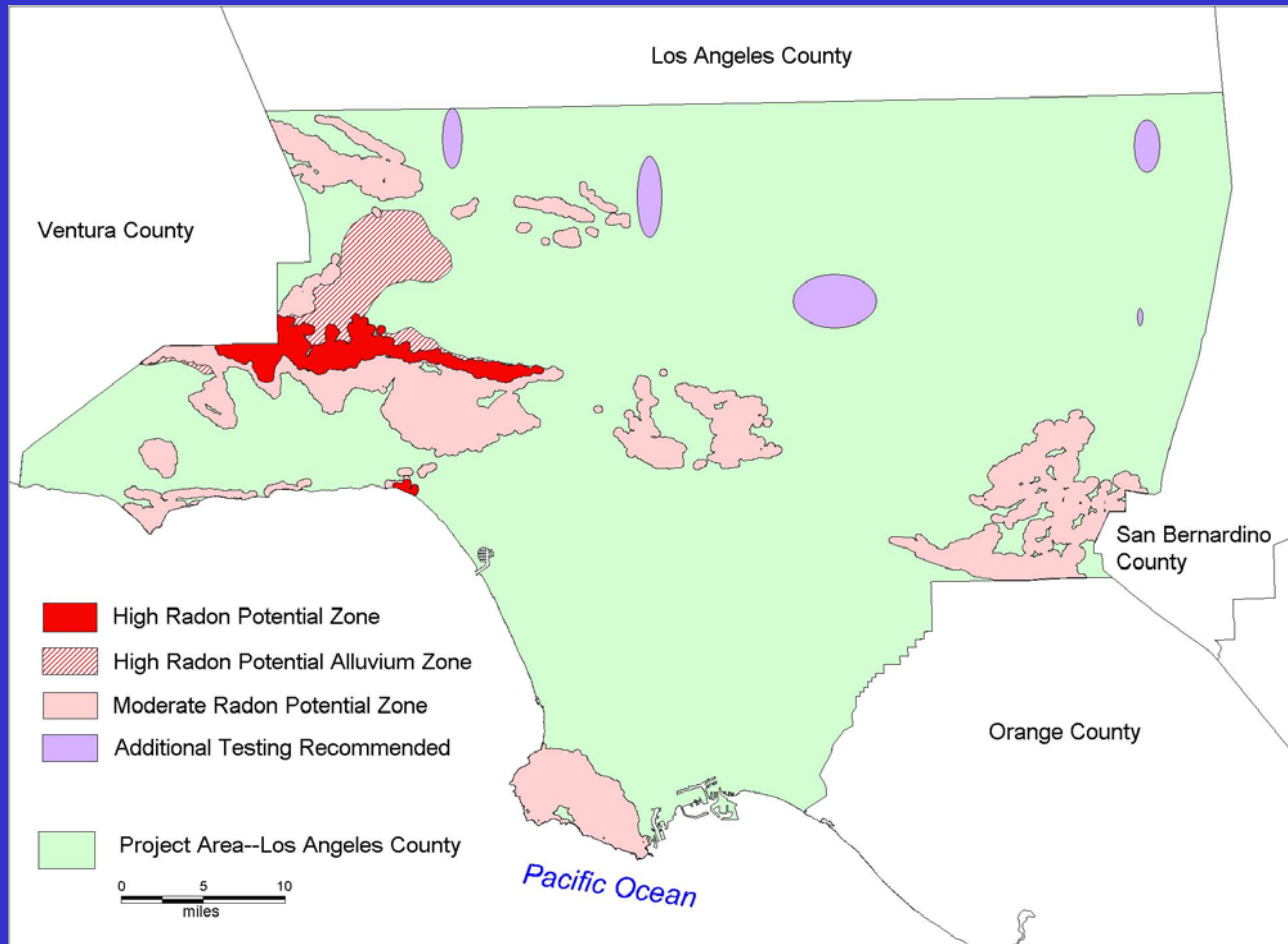 Los Angeles County
Ventura County
San Bernardino
County
High Radon Potential Zone
High Radon Potential Alluvium Zone
Moderate Radon Potential Zone
Orange County
Additional Testing Recommended
Project Area--Los Angeles County
0 5 10
miles
Pacific Ocean